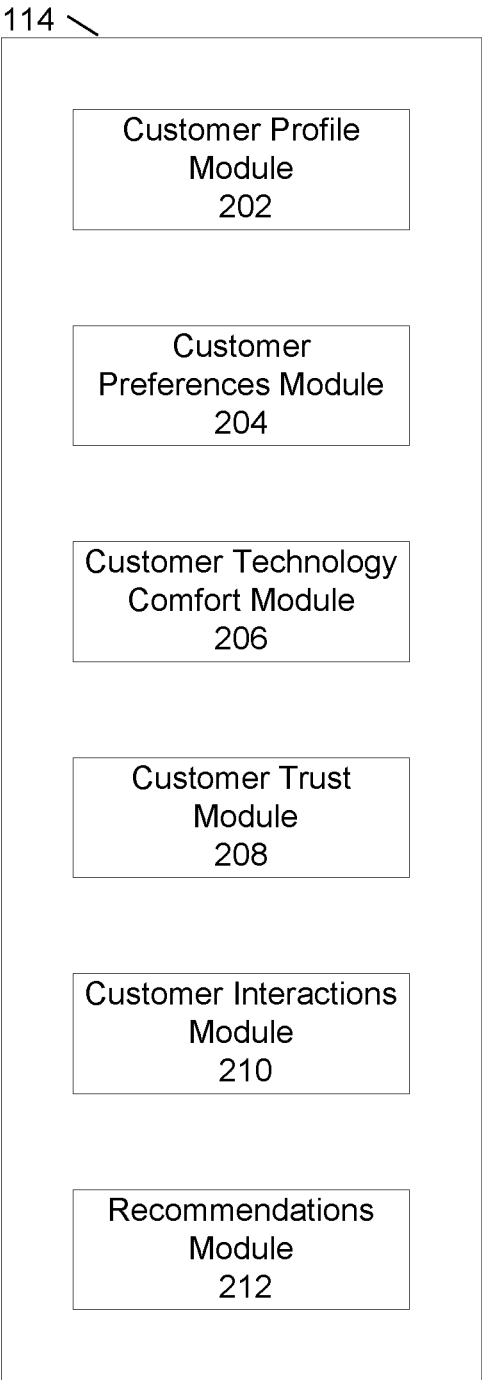 114
Customer Profile
Module
202
Customer
Preferences Module
204
Customer Technology
Comfort Module
206
Customer Trust
Module
208
Customer Interactions
Module
210
Recommendations
Module
212